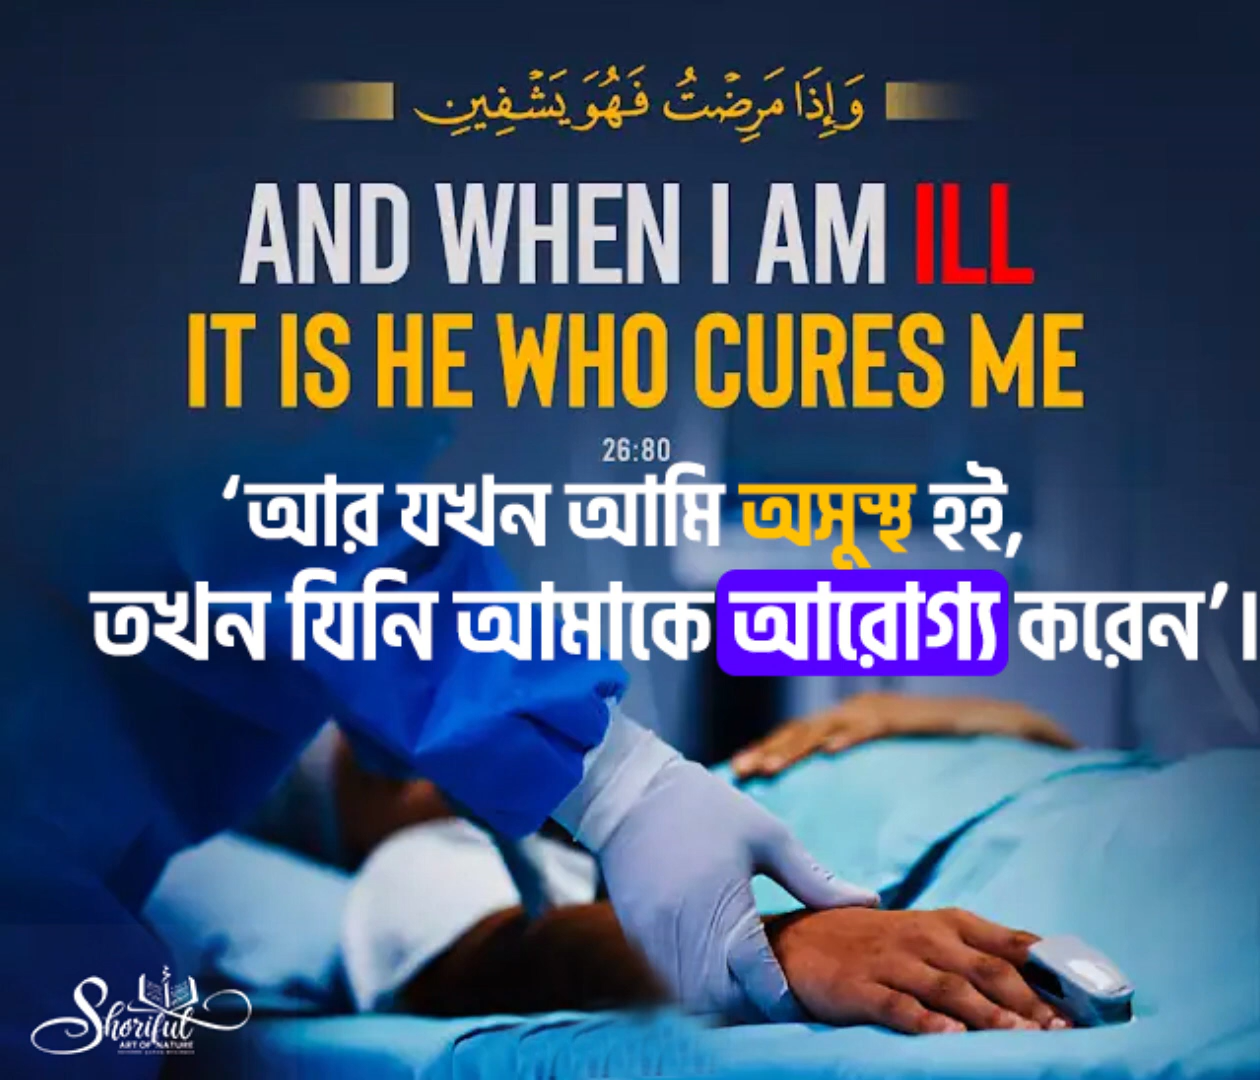 وَإِذَا مَرِضْتُ فَهُوَ يَشْفِينِ
AND WHEN I AM ILL
IT IS HE WHO CURES ME
26:80
‘আর যখন আমি অসূস্থ হই,
তখন যিনি আমাকে আরোগ্য করেন’।
Shoriful
ART OF NATURE